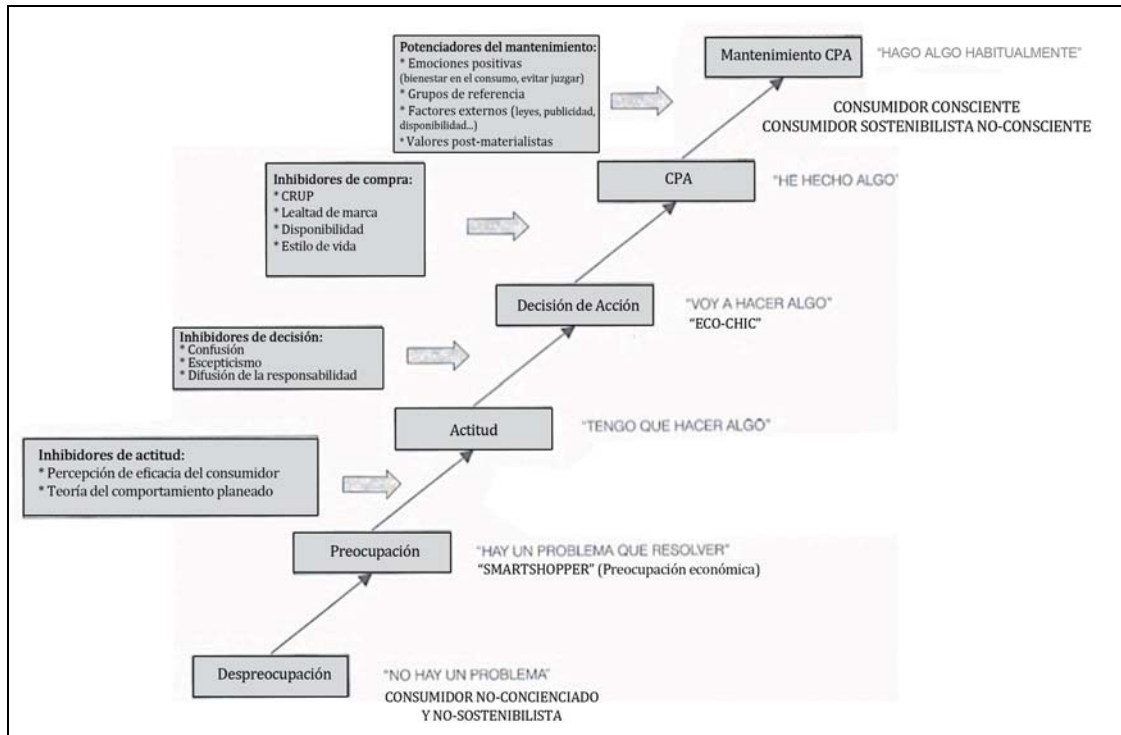 Potenciadores del mantenimiento:
* Emociones positivas
(bienestar en el consumo, evitar juzgar)
* Grupos de referencia
* Factores externos (leyes, publicidad,
disponibilidad...)
* Valores post-materialistas
Mantenimiento CPA
"HAGO ALGO HABITUALMENTE"
CONSUMIDOR CONSCIENTE
CONSUMIDOR SOSTENIBILISTA NO-CONSCIENTE
Inhibidores de compra:
* CRUP
* Lealtad de marca
* Disponibilidad
* Estilo de vida
CPA
"HE HECHO ALGO"
Decisión de Acción
"VOY A HACER ALGO"
"ECO-CHIC"
Inhibidores de decisión:
* Confusión
* Escepticismo
* Difusión de la responsabilidad
Actitud
"TENGO QUE HACER ALGO"
Inhibidores de actitud:
* Percepción de eficacia del consumidor
* Teoría del comportamiento planeado
Preocupación
"HAY UN PROBLEMA QUE RESOLVER"
"SMARTSHOPPER" (Preocupación económica)
Despreocupación
"NO HAY UN PROBLEMA"
CONSUMIDOR NO-CONCIENCIADO
Y NO-SOSTENIBILISTA